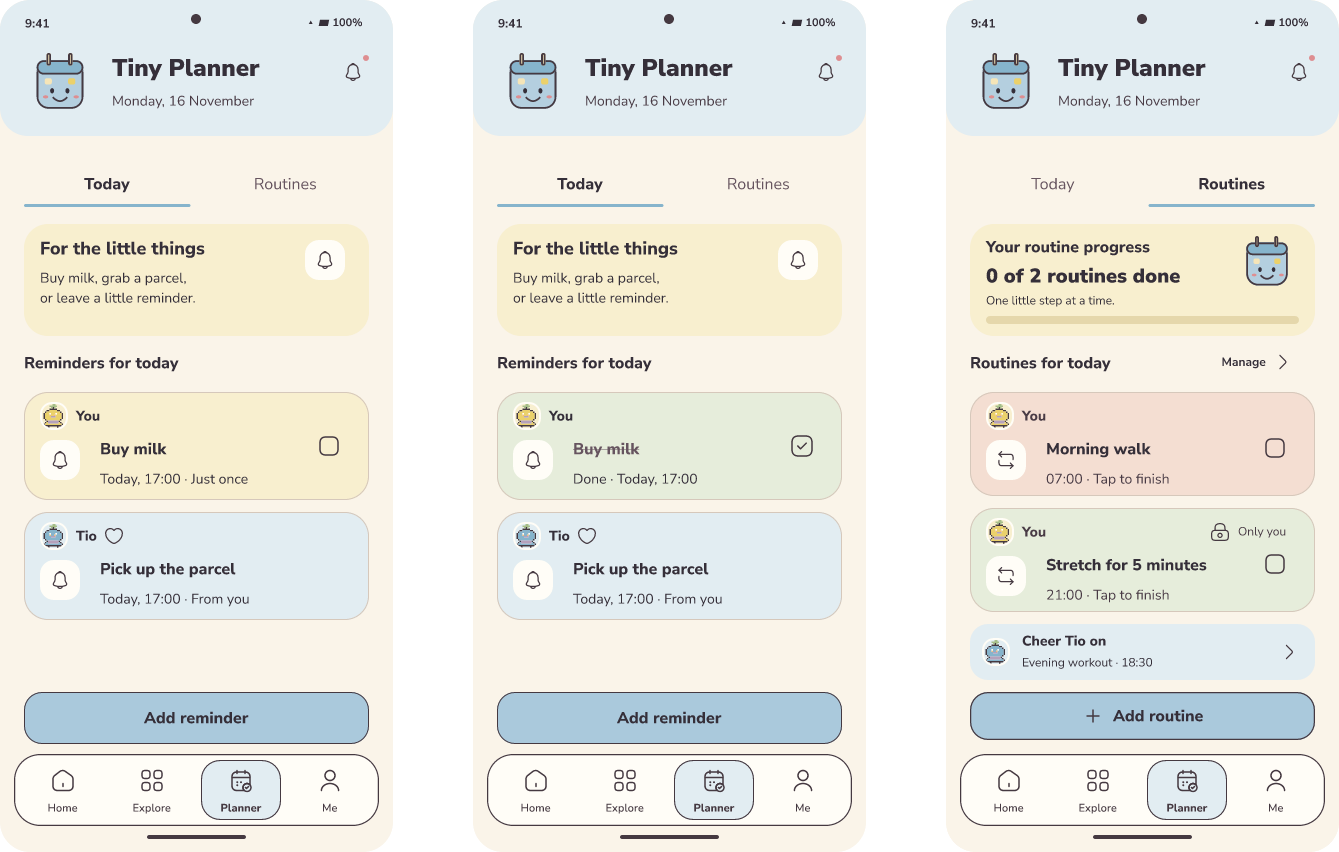 9:41
100%
Tiny Planner
Monday, 16 November
Today
Routines
For the little things
Buy milk, grab a parcel,
or leave a little reminder.
Reminders for today
You
Buy milk
Today, 17:00 · Just once
Tio
Pick up the parcel
Today, 17:00 · From you
Add reminder
Home
Explore
Planner
Me
9:41
100%
Tiny Planner
Monday, 16 November
Today
Routines
For the little things
Buy milk, grab a parcel,
or leave a little reminder.
Reminders for today
You
Buy milk
Done · Today, 17:00
Tio
Pick up the parcel
Today, 17:00 · From you
Add reminder
Home
Explore
Planner
Me
9:41
100%
Tiny Planner
Monday, 16 November
Today
Routines
Your routine progress
0 of 2 routines done
One little step at a time.
Routines for today
Manage
You
Morning walk
07:00 · Tap to finish
You
Only you
Stretch for 5 minutes
21:00 · Tap to finish
Cheer Tio on
Evening workout · 18:30
+ Add routine
Home
Explore
Planner
Me